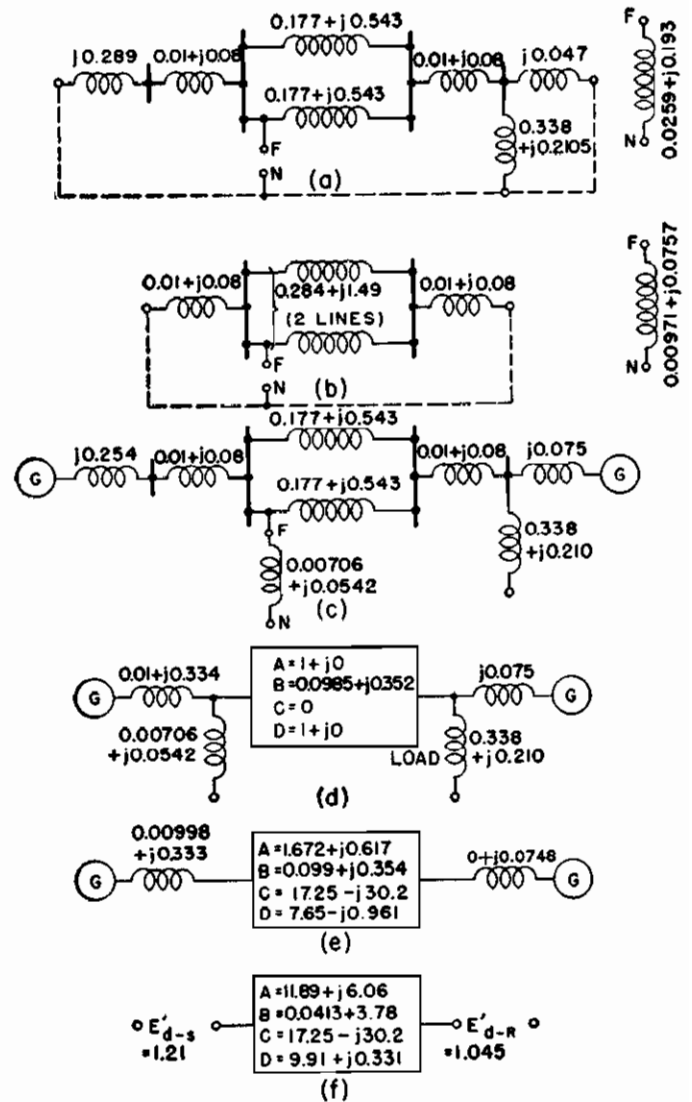 0.177+j0.543
j0.289
0.01+j0.08
0.01+j0.08
j0.047
0.177+j0.543
F
N
0.338
+j0.2105
(a)
F
N
0.0259+j0.193
0.01+j0.08
0.284+j1.49
(2 LINES)
0.01+j0.08
F
N
(b)
F
N
0.00971+j0.0757
0.177+j0.543
G
j0.254
0.01+j0.08
0.01+j0.08
j0.075
G
0.177+j0.543
F
0.00706
+j0.0542
N
0.338
+j0.210
(c)
G
0.01+j0.334
A=1+j0
B=0.0985+j0.352
C=0
D=1+j0
j0.075
G
0.00706
+j0.0542
LOAD
0.338
+j0.210
(d)
G
0.00998
+j0.333
A=1.672+j0.617
B=0.099+j0.354
C= 17.25-j30.2
D=7.65-j0.961
0+j0.0748
G
(e)
E'd-s
=1.21
A=11.89+j6.06
B=0.0413+3.78
C=17.25-j30.2
D=9.91+j0.331
E'd-R
=1.045
(f)